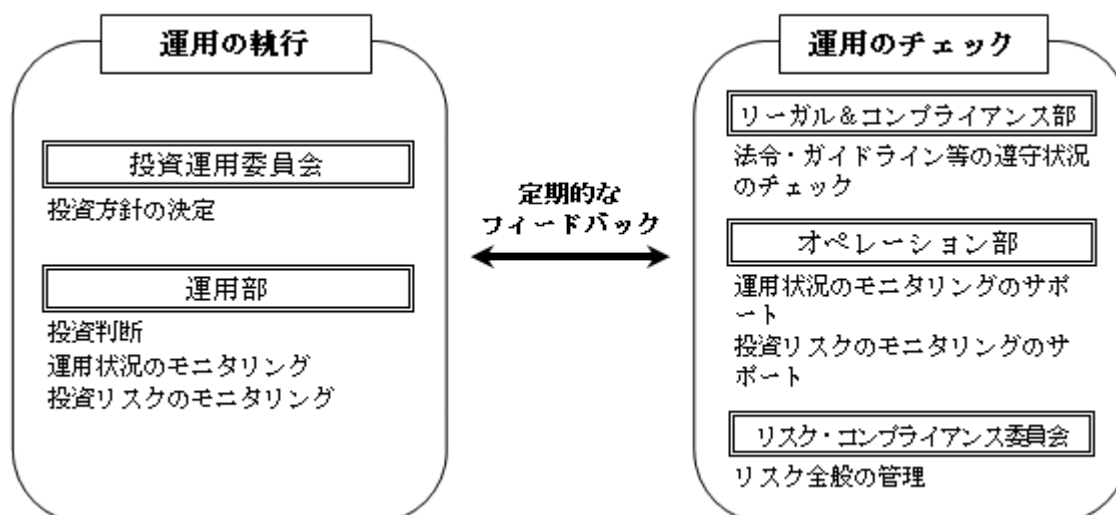 運用の執行
投資運用委員会
投資方針の決定
運用部
投資判断
運用状況のモニタリング
投資リスクのモニタリング
定期的な
フィードバック
運用のチェック
リーガル＆コンプライアンス部
法令・ガイドライン等の遵守状況
のチェック
オペレーション部
運用状況のモニタリングのサポ
ート
投資リスクのモニタリングのサ
ポート
リスク・コンプライアンス委員会
リスク全般の管理